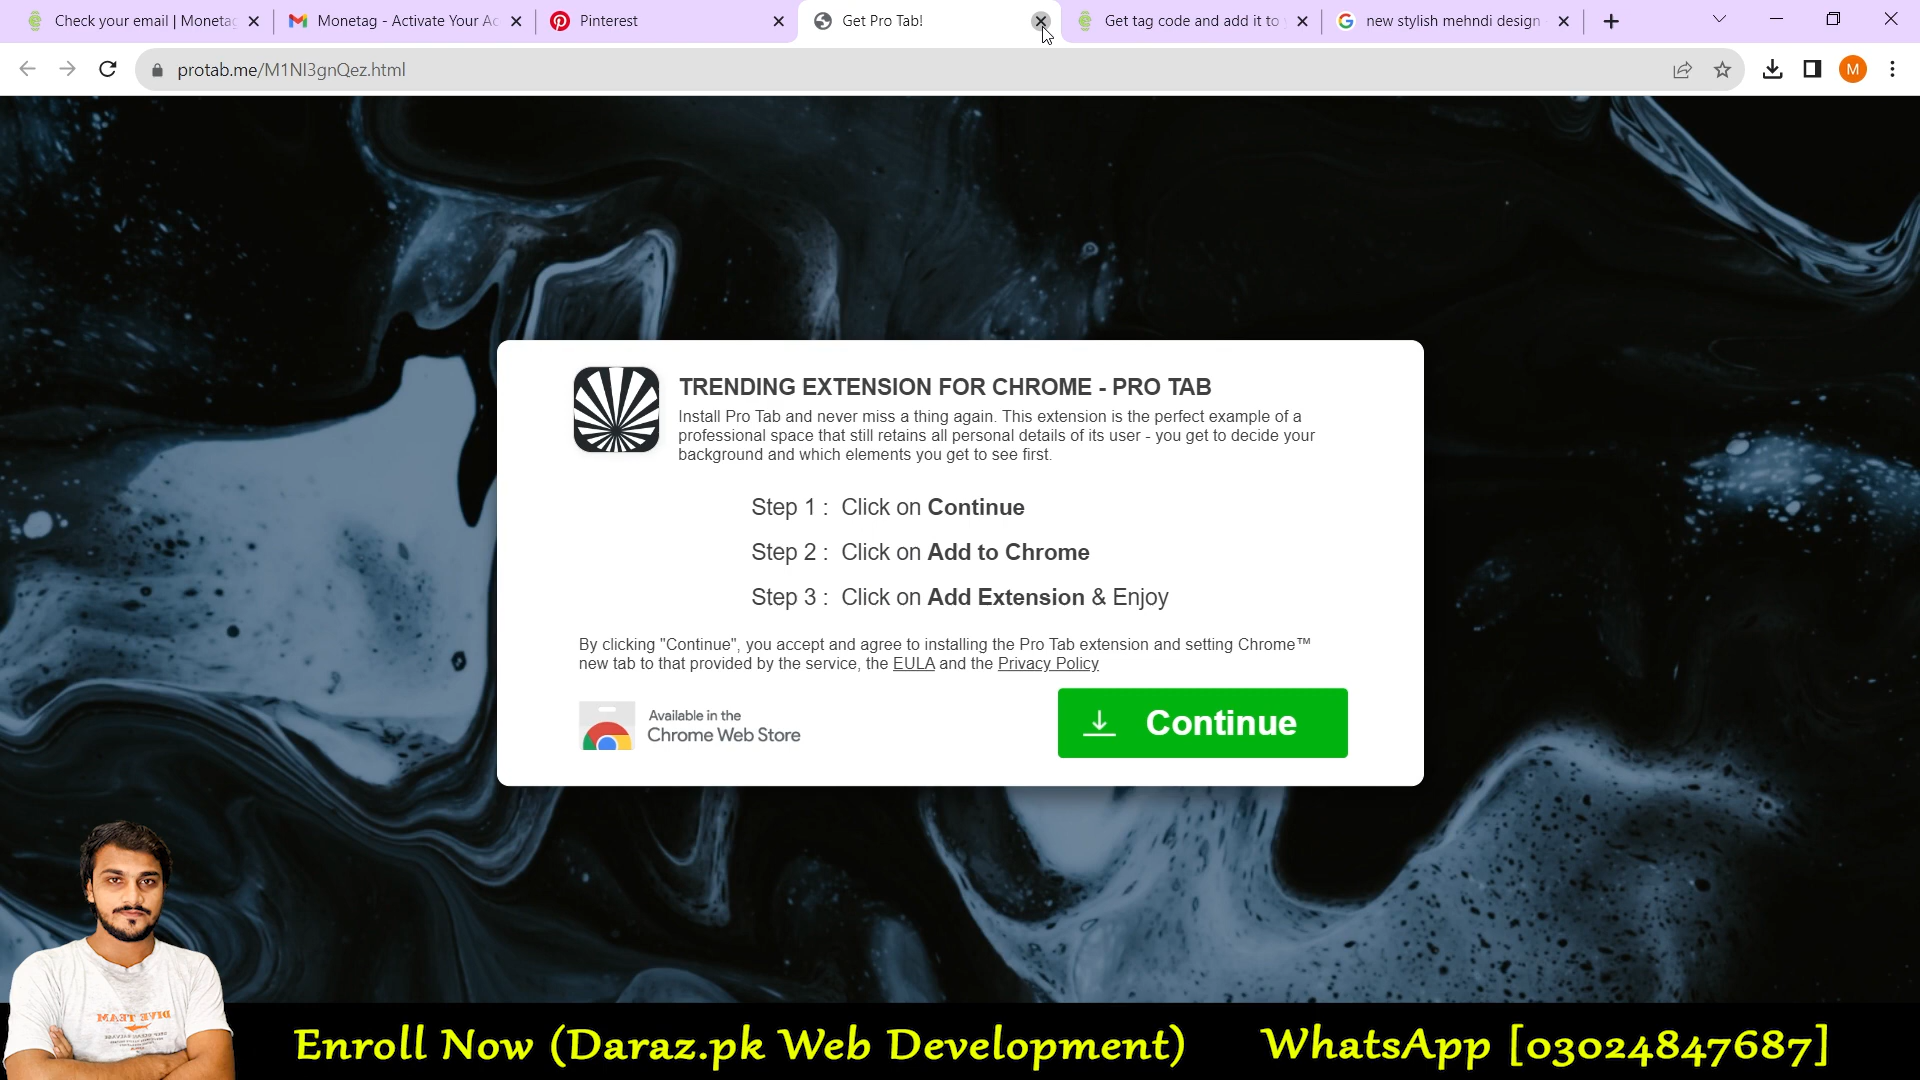 Check your email | Monetag
Monetag - Activate Your Ac
Pinterest
Get Pro Tab!
Get tag code and add it to
new stylish mehndi design
protab.me/M1NI3gnQez.html
M
TRENDING EXTENSION FOR CHROME - PRO TAB
Install Pro Tab and never miss a thing again. This extension is the perfect example of a
professional space that still retains all personal details of its user - you get to decide your
background and which elements you get to see first.
Step 1 : Click on Continue
Step 2 : Click on Add to Chrome
Step 3 : Click on Add Extension & Enjoy
By clicking "Continue", you accept and agree to installing the Pro Tab extension and setting Chrome™
new tab to that provided by the service, the EULA and the Privacy Policy
Available in the
Chrome Web Store
Continue
DIVE TEAM
Enroll Now (Daraz.pk Web Development) WhatsApp [03024847687]